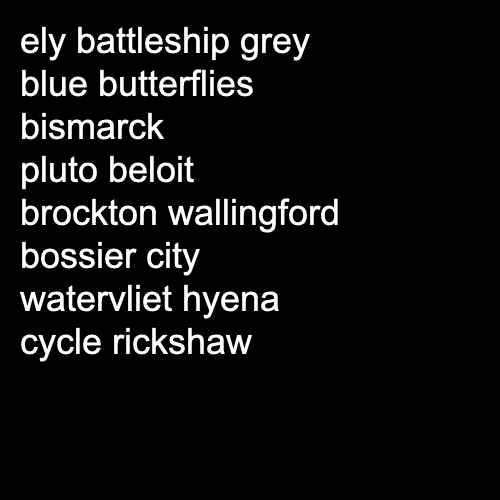 ely battleship grey
blue butterflies
bismarck
pluto beloit
brockton wallingford
bossier city
watervliet hyena
cycle rickshaw